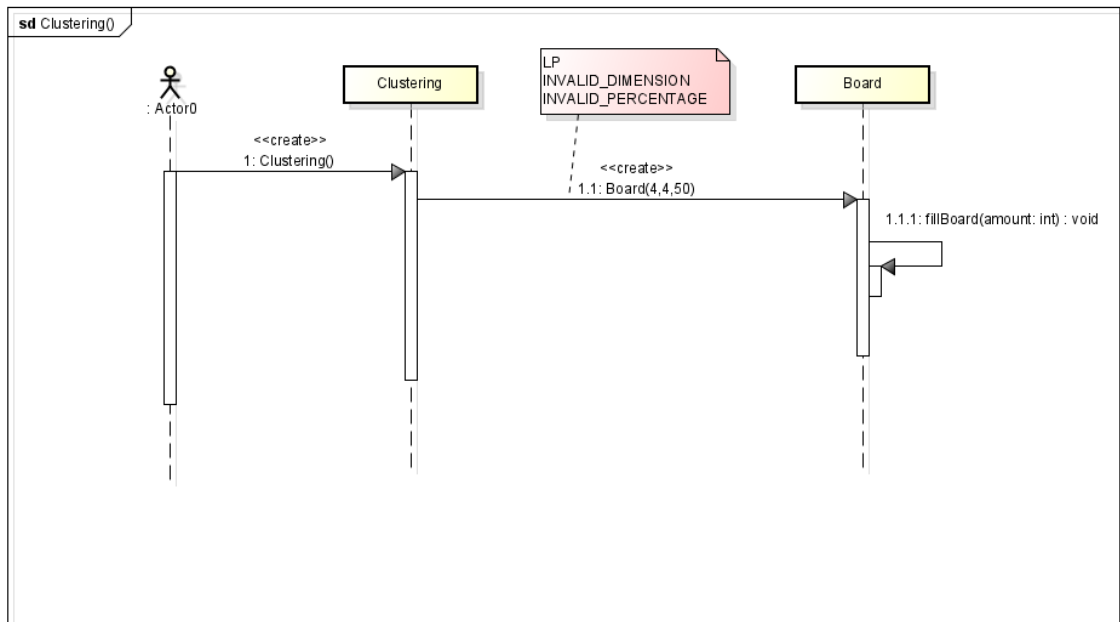 sd Clustering()
: Actor0
Clustering
LP
INVALID_DIMENSION
INVALID_PERCENTAGE
Board
<<create>>
1: Clustering()
<<create>>
1.1: Board(4,4,50)
1.1.1: fillBoard(amount: int) : void